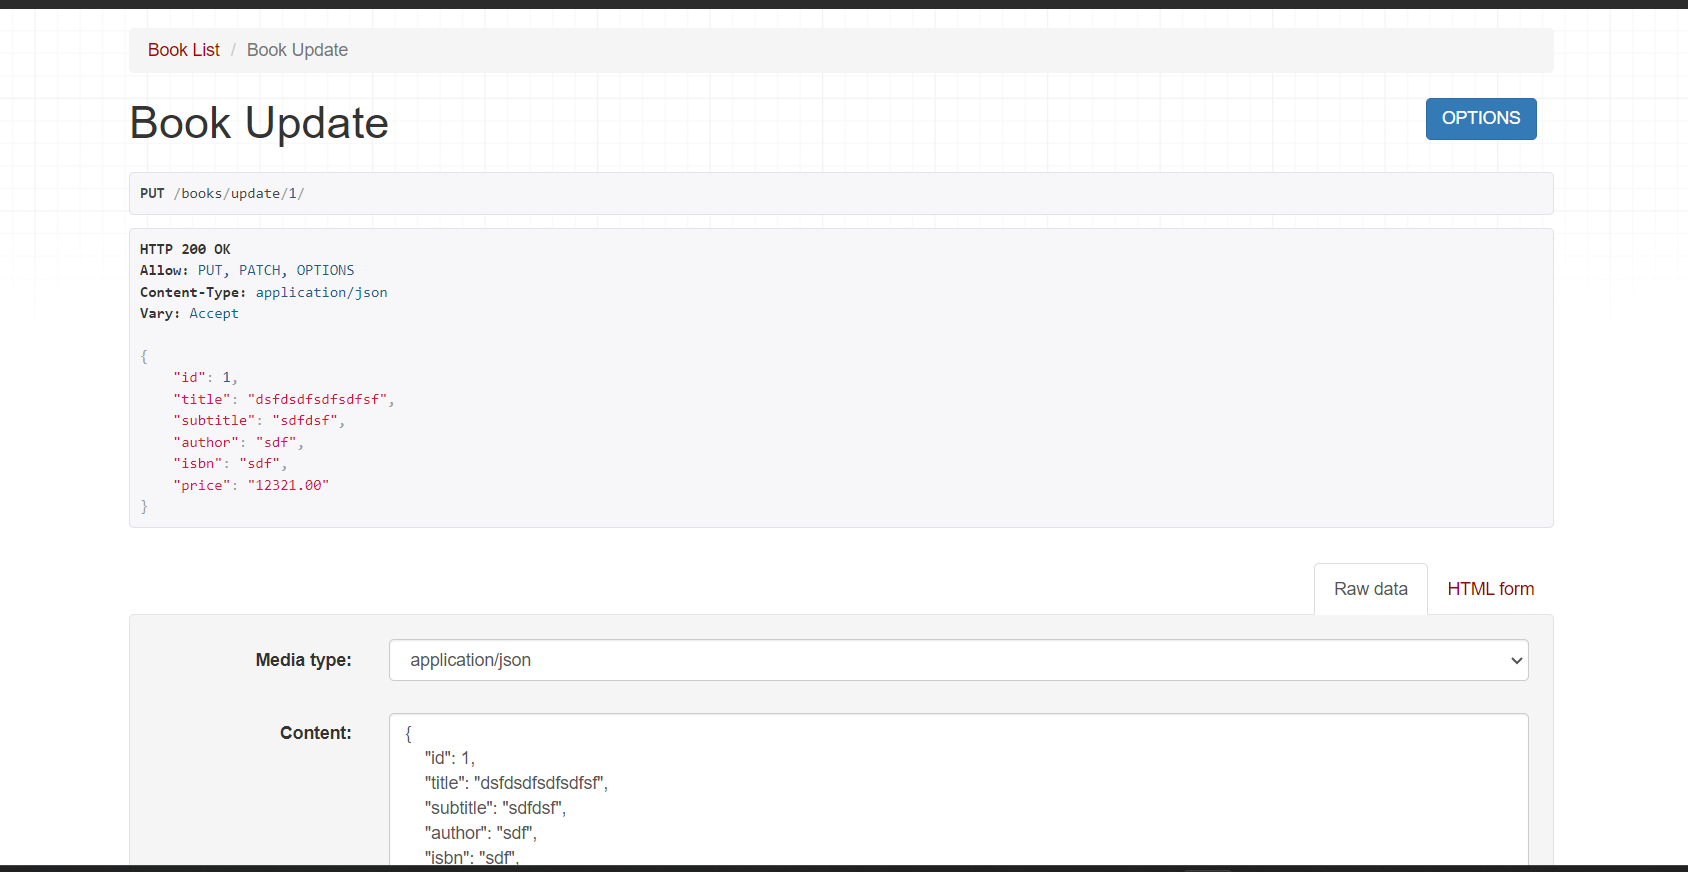 Book List / Book Update
Book Update
OPTIONS
PUT /books/update/1/
HTTP 200 OK
Allow: PUT, PATCH, OPTIONS
Content-Type: application/json
Vary: Accept
{
"id": 1,
"title": "dsfdsdfsdfsdfsf",
"subtitle": "sdfdsf",
"author": "sdf",
"isbn": "sdf",
"price": "12321.00"
}
Raw data
HTML form
Media type:
application/json
Content:
{
"id": 1,
"title": "dsfdsdfsdfsdfsf",
"subtitle": "sdfdsf",
"author": "sdf",
"isbn": "sdf",